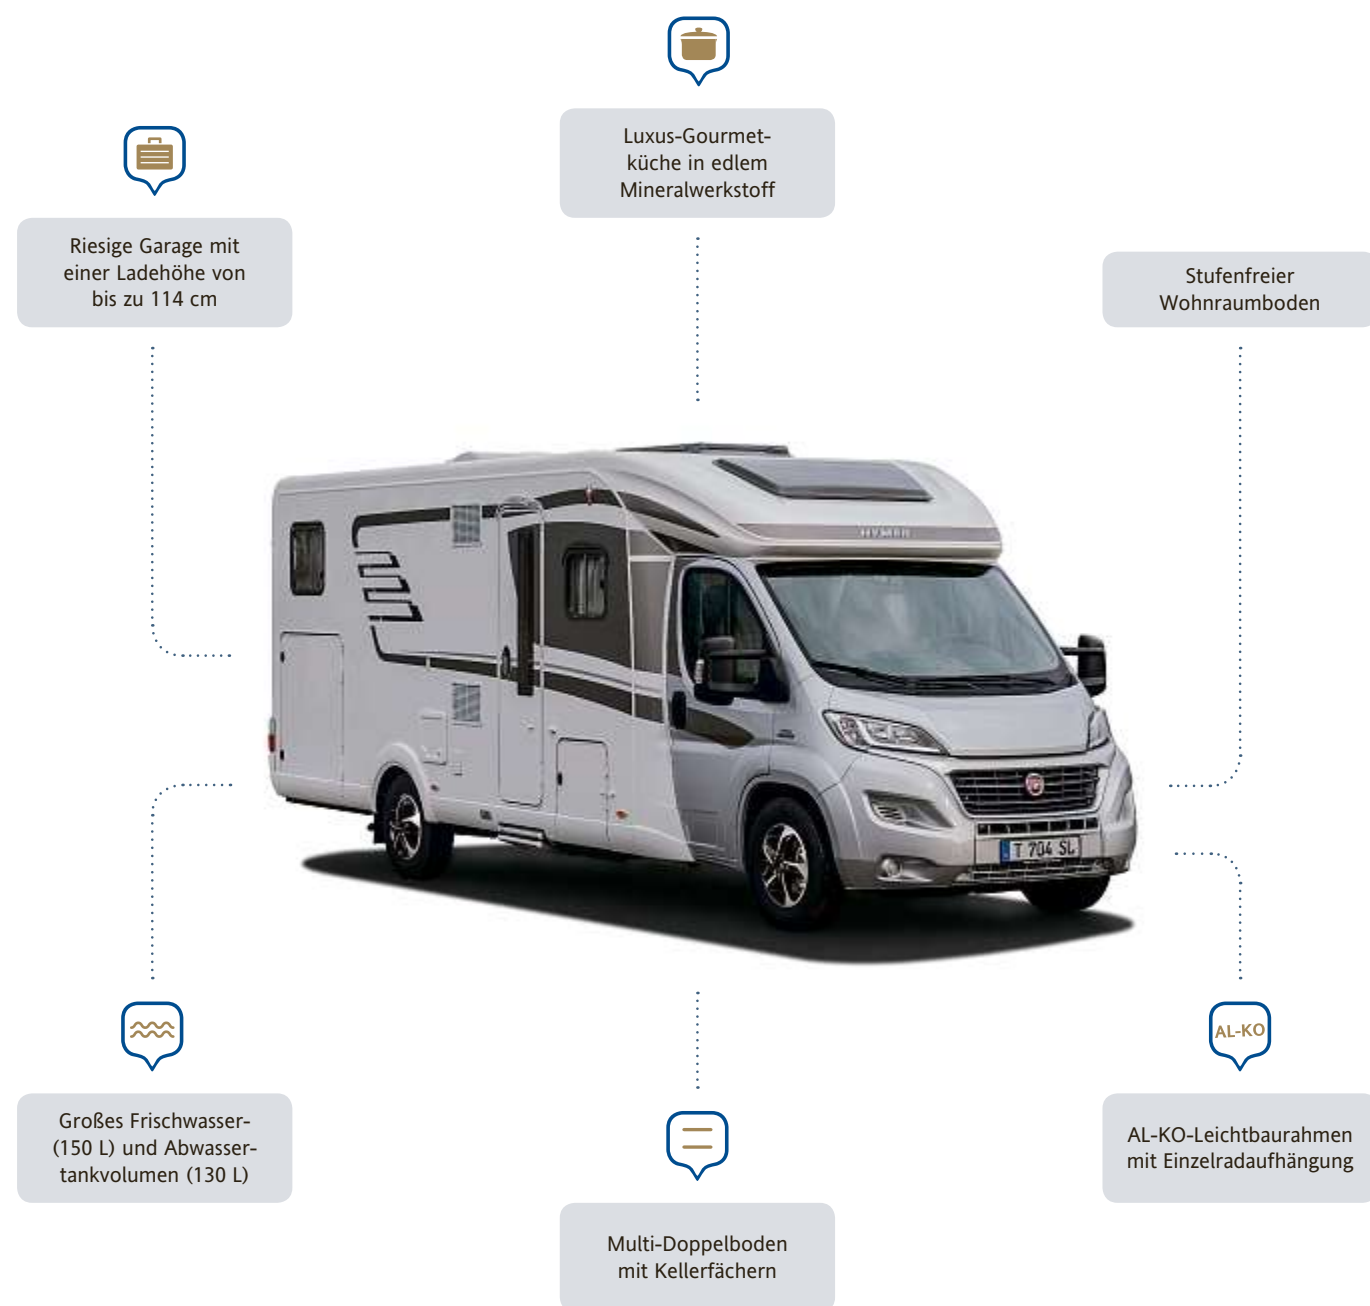 Luxus-Gourmet-
küche in edlem
Mineralwerkstoff
Riesige Garage mit
einer Ladehöhe von
bis zu 114 cm
Stufenfreier
Wohnraumboden
HYMER
T 704 SL
AL-KO
Großes Frischwasser-
(150 L) und Abwasser-
tankvolumen (130 L)
AL-KO-Leichtbaurahmen
mit Einzelradaufhängung
Multi-Doppelboden
mit Kellerfächern